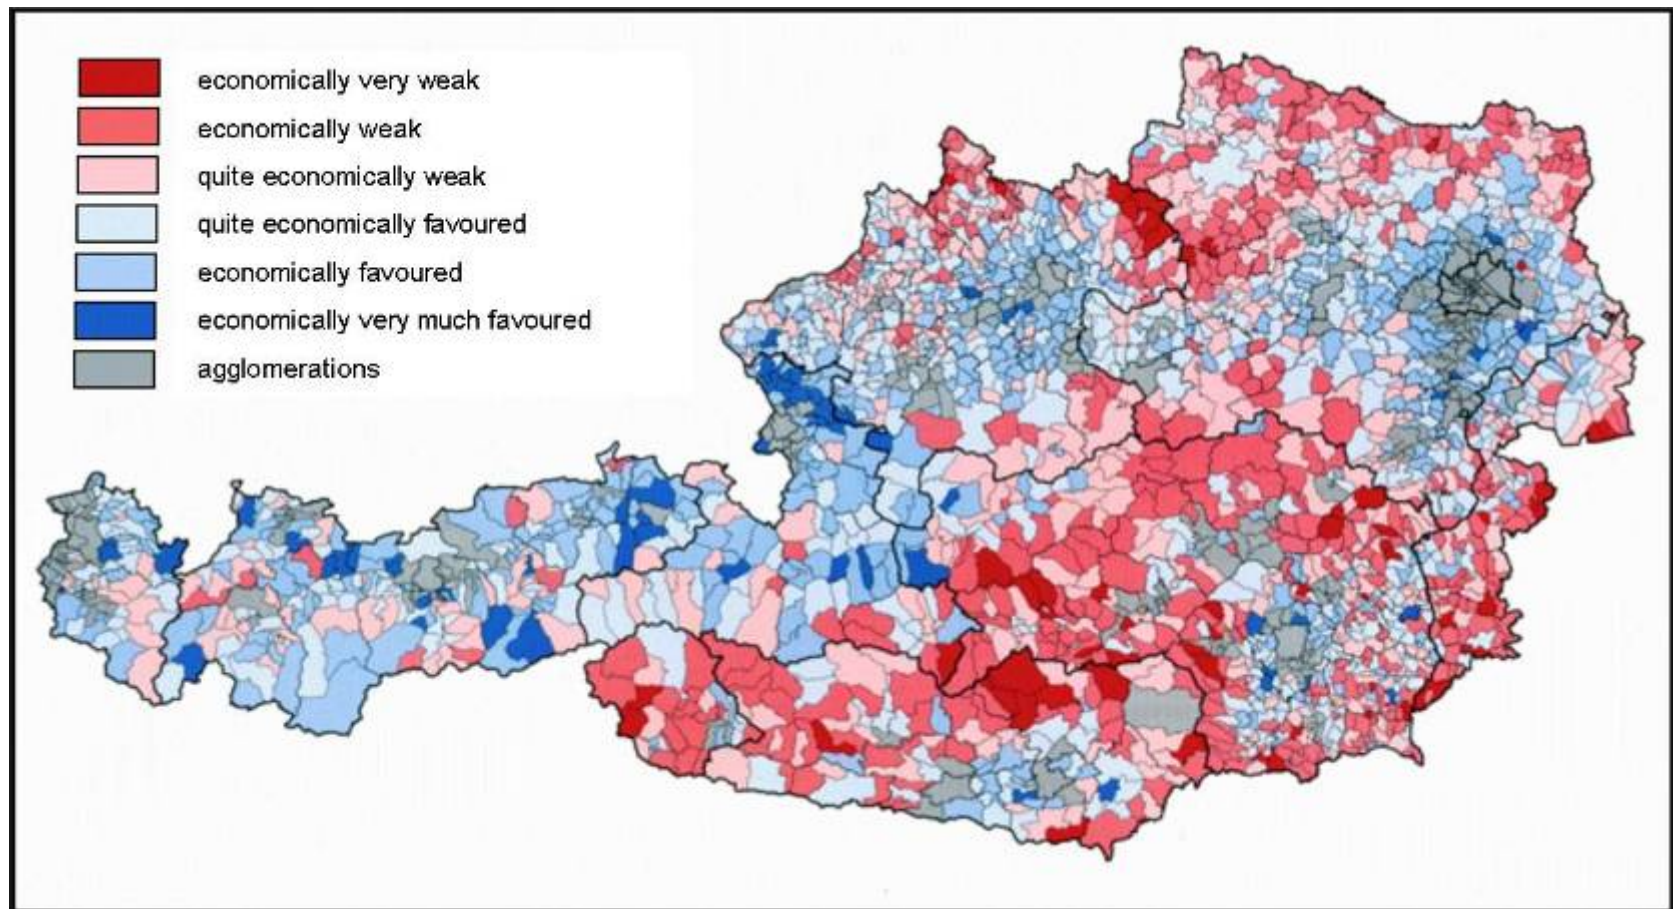 economically very weak
economically weak
quite economically weak
quite economically favoured
economically favoured
economically very much favoured
agglomerations